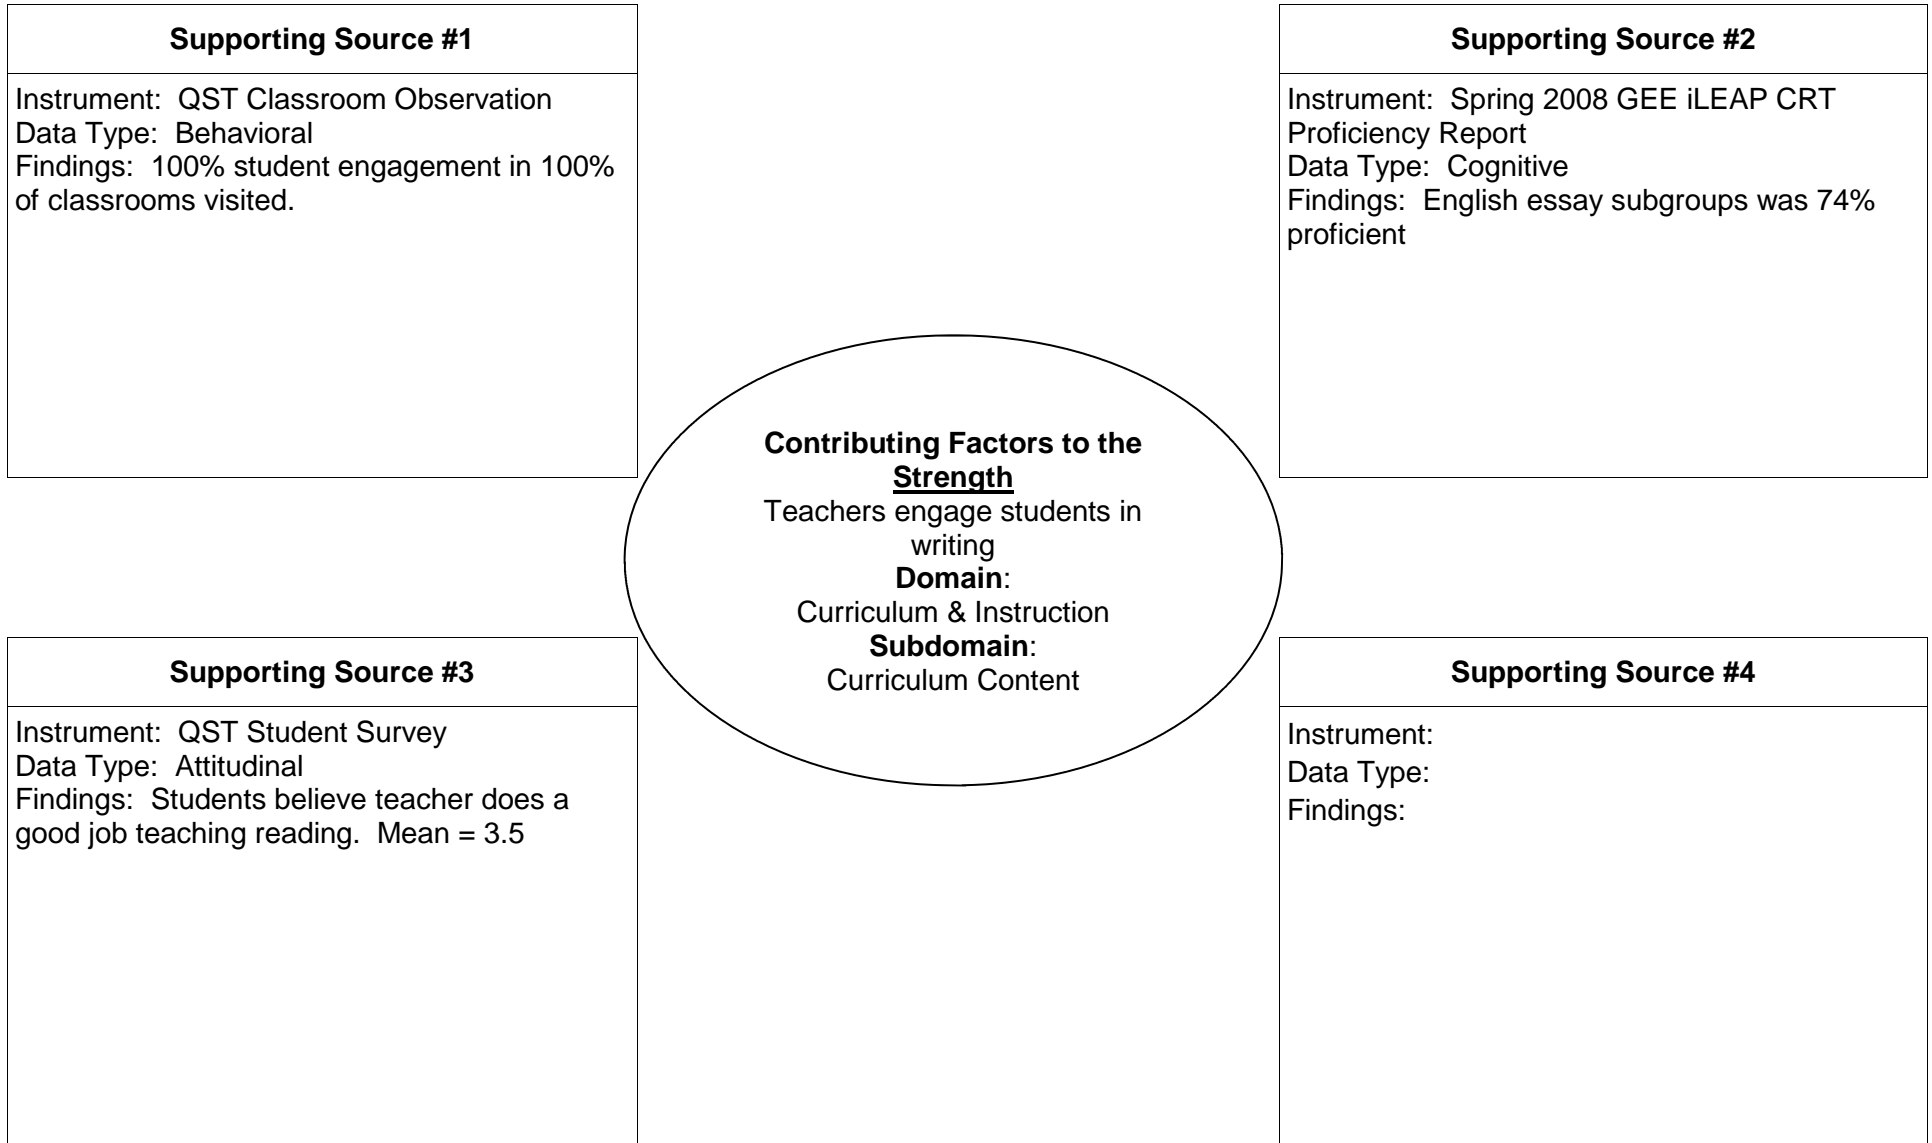 Supporting Source #1
Instrument:  QST Classroom Observation
Data Type:  Behavioral
Findings:  100% student engagement in 100%
of classrooms visited.
Supporting Source #2
Instrument:  Spring 2008 GEE iLEAP CRT
Proficiency Report
Data Type:  Cognitive
Findings:  English essay subgroups was 74%
proficient
Contributing Factors to the
Strength
Teachers engage students in
writing
Domain:
Curriculum & Instruction
Subdomain:
Curriculum Content
Supporting Source #3
Instrument:  QST Student Survey
Data Type:  Attitudinal
Findings:  Students believe teacher does a
good job teaching reading.  Mean = 3.5
Supporting Source #4
Instrument:
Data Type:
Findings: